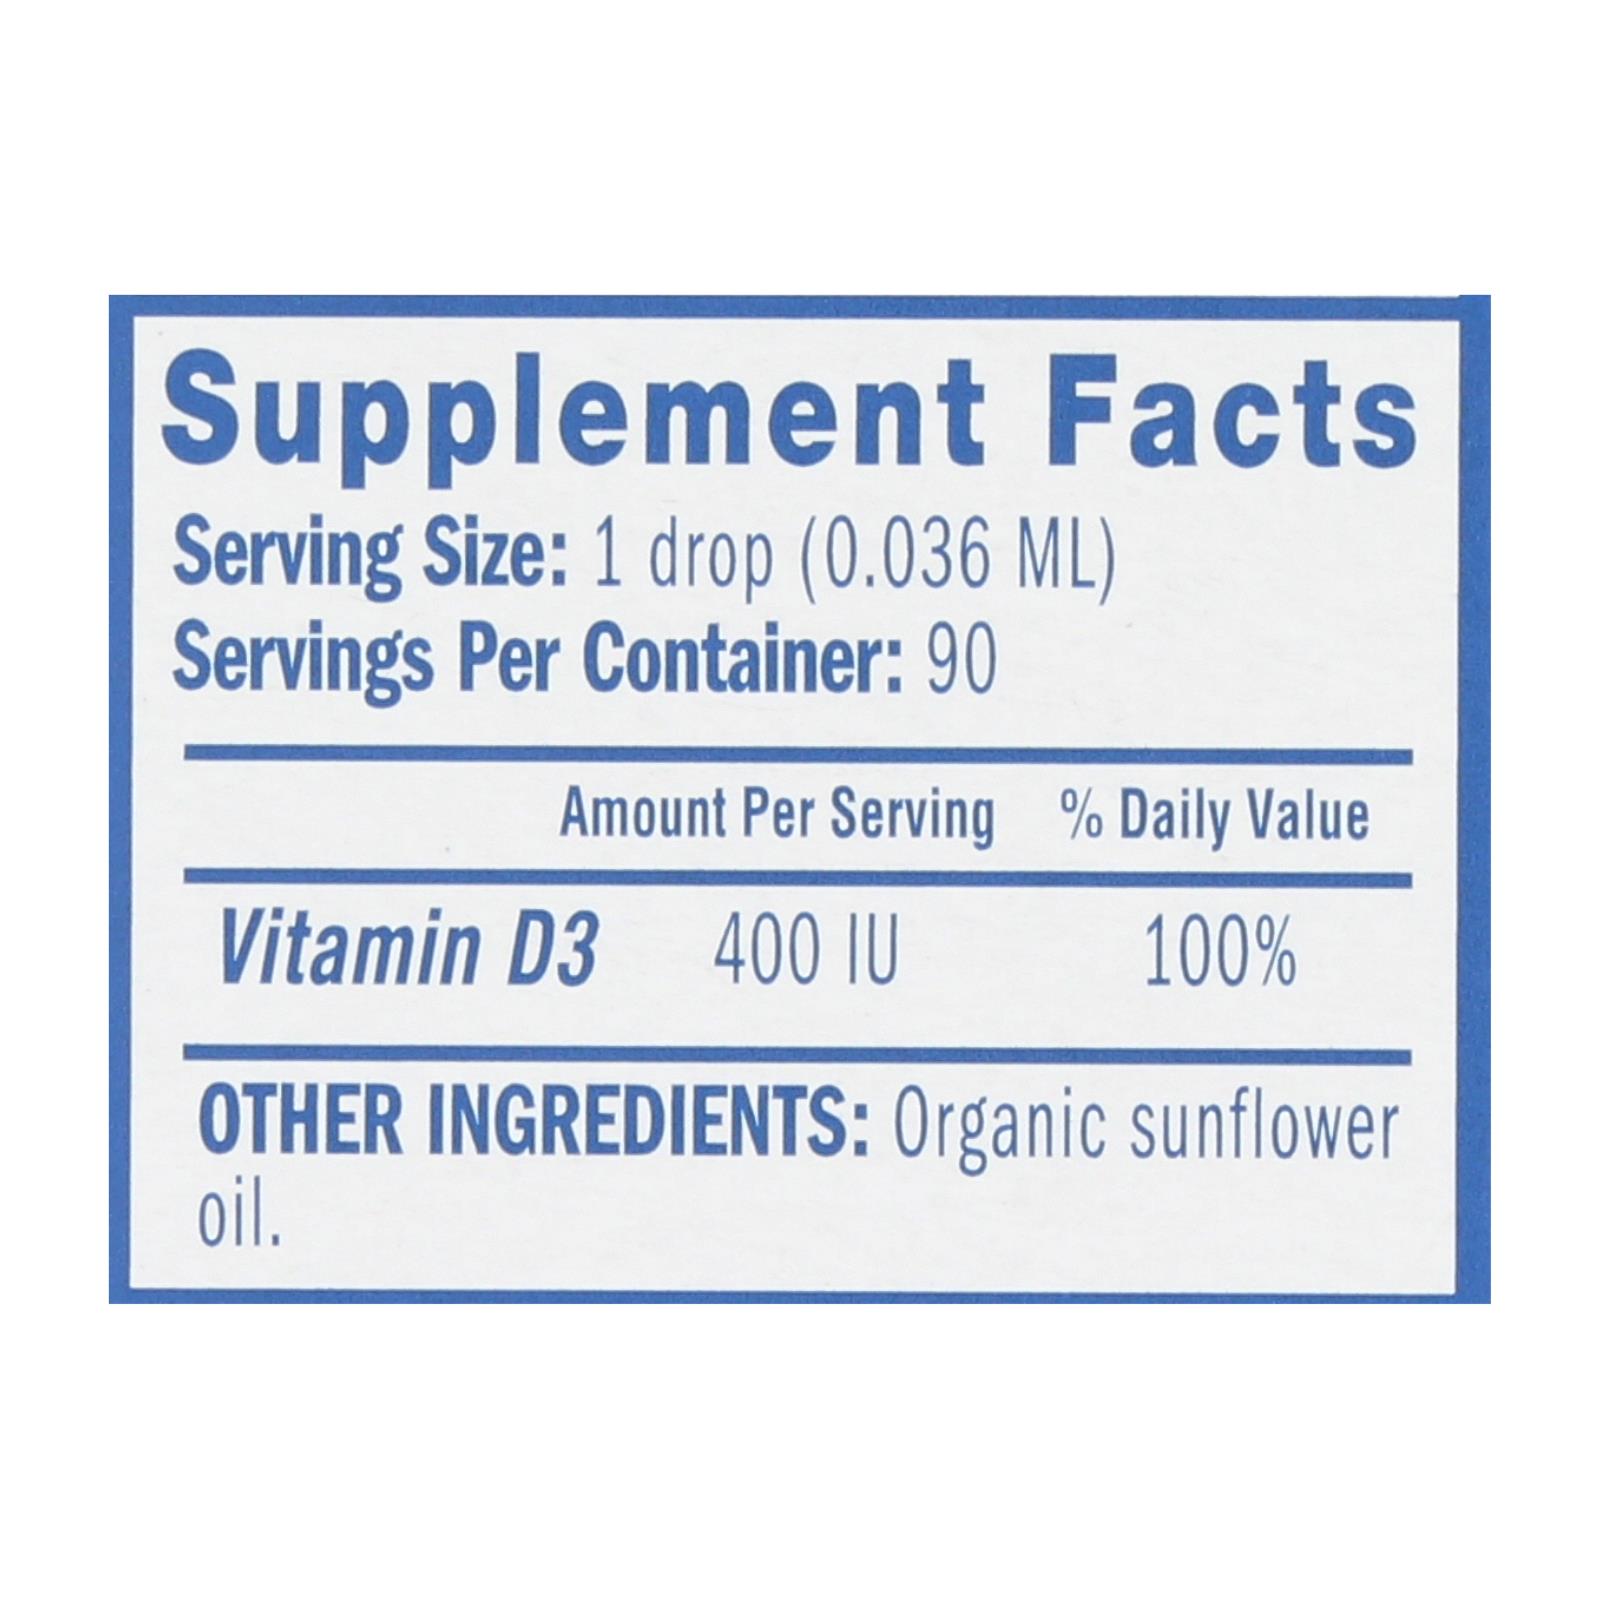 Supplement Facts
Serving Size: 1 drop (0.036 ML)
Servings Per Container: 90
Amount Per Serving % Daily Value
Vitamin D3 400 IU 100%
OTHER INGREDIENTS: Organic sunflower
oil.